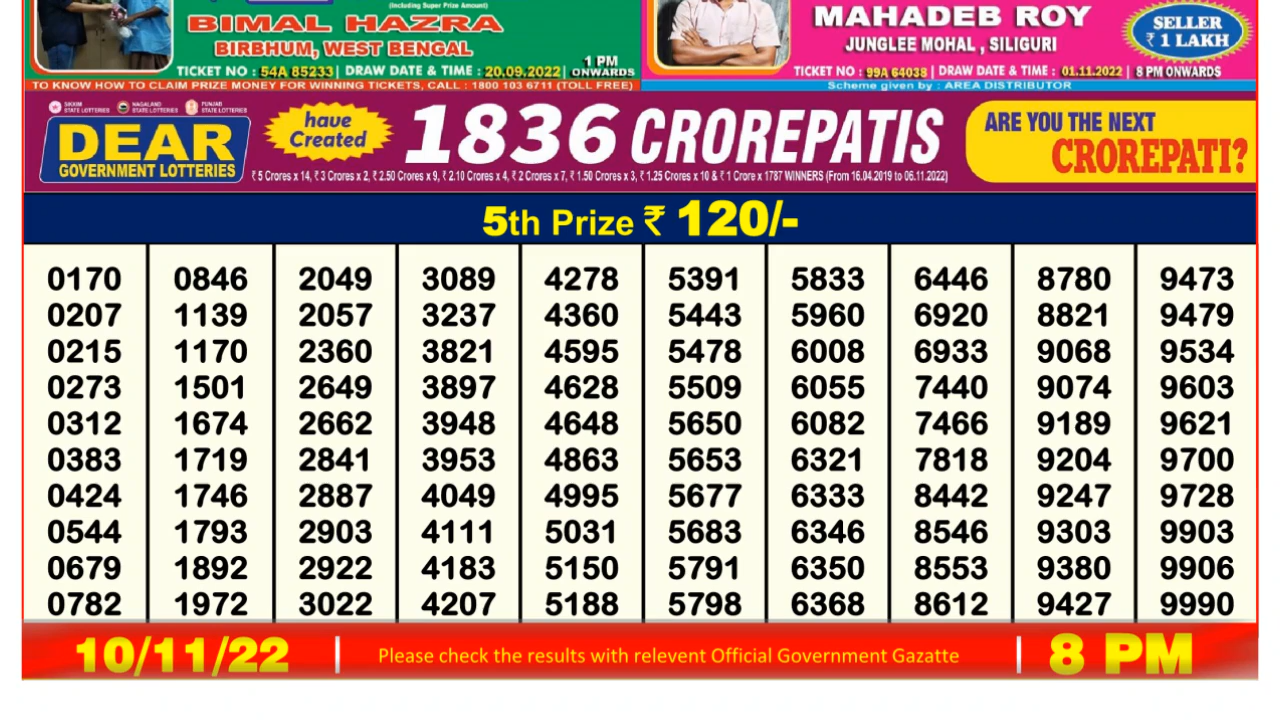 (Including Super Prize Amount)
BIMAL HAZRA
BIRBHUM, WEST BENGAL
TICKET NO : 54A 85233 | DRAW DATE & TIME : 20.09.2022 | 1 PM ONWARDS
TO KNOW HOW TO CLAIM PRIZE MONEY FOR WINNING TICKETS, CALL : 1800 103 6711 (TOLL FREE)
MAHADEB ROY
JUNGLEE MOHAL , SILIGURI
SELLER
₹ 1 LAKH
TICKET NO : 99A 64038 | DRAW DATE & TIME : 01.11.2022 | 8 PM ONWARDS
Scheme given by : AREA DISTRIBUTOR
SIKKIM STATE LOTTERIES
NAGALAND STATE LOTTERIES
PUNJAB STATE LOTTERIES
DEAR
GOVERNMENT LOTTERIES
have
Created
1836 CROREPATIS
₹ 5 Crores x 14, ₹ 3 Crores x 2, ₹ 2.50 Crores x 9, ₹ 2.10 Crores x 4, ₹ 2 Crores x 7, ₹ 1.50 Crores x 3, ₹ 1.25 Crores x 10 & ₹ 1 Crore x 1787 WINNERS (From 16.04.2019 to 06.11.2022)
ARE YOU THE NEXT
CROREPATI?
5th Prize ₹ 120/-
0170 0846 2049 3089 4278 5391 5833 6446 8780 9473
0207 1139 2057 3237 4360 5443 5960 6920 8821 9479
0215 1170 2360 3821 4595 5478 6008 6933 9068 9534
0273 1501 2649 3897 4628 5509 6055 7440 9074 9603
0312 1674 2662 3948 4648 5650 6082 7466 9189 9621
0383 1719 2841 3953 4863 5653 6321 7818 9204 9700
0424 1746 2887 4049 4995 5677 6333 8442 9247 9728
0544 1793 2903 4111 5031 5683 6346 8546 9303 9903
0679 1892 2922 4183 5150 5791 6350 8553 9380 9906
0782 1972 3022 4207 5188 5798 6368 8612 9427 9990
10/11/22 | Please check the results with relevent Official Government Gazatte | 8 PM